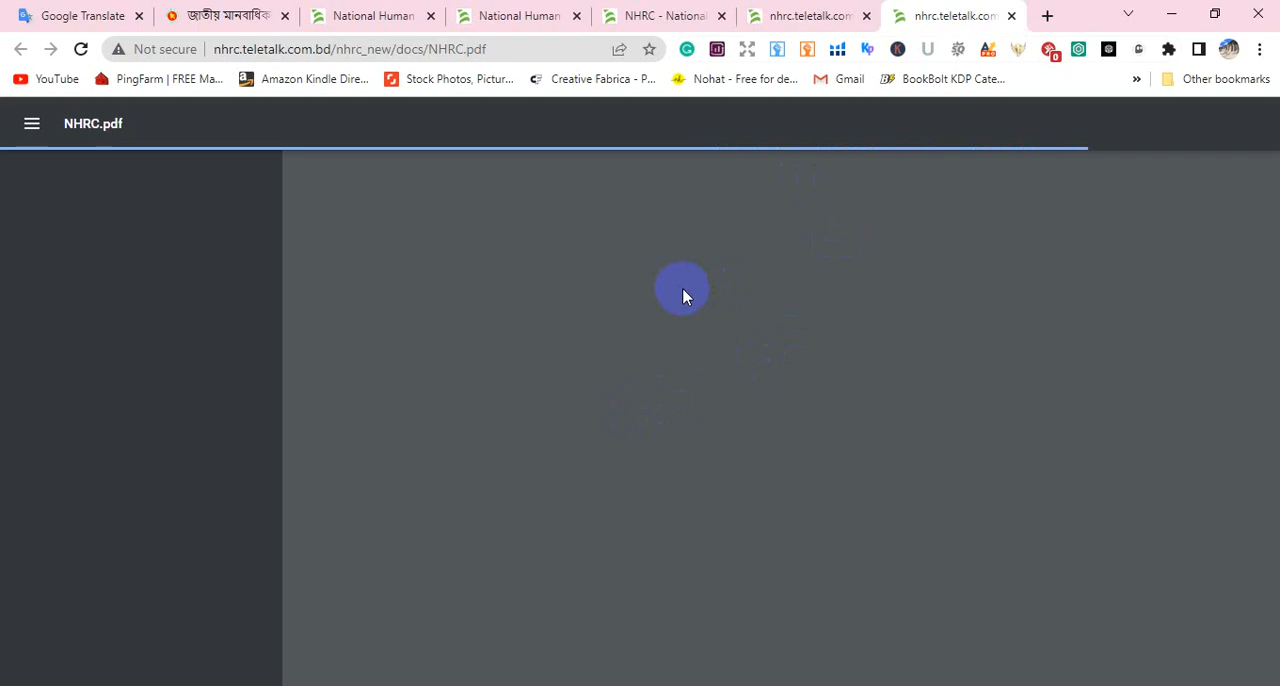 Google Translate
জাতীয় মানবাধিক
National Human
National Human
NHRC - National
nhrc.teletalk.com
nhrc.teletalk.com
Not secure
nhrc.teletalk.com.bd/nhrc_new/docs/NHRC.pdf
YouTube
PingFarm | FREE Ma...
Amazon Kindle Dire...
Stock Photos, Pictur...
Creative Fabrica - P...
Nohat - Free for de...
Gmail
BookBolt KDP Cate...
»
Other bookmarks
NHRC.pdf